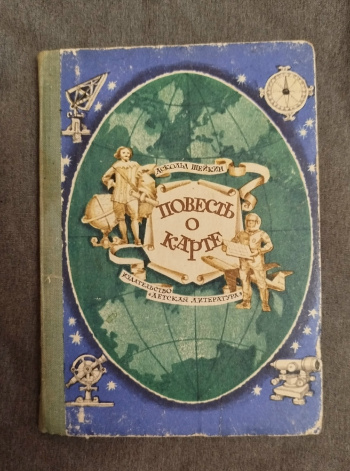 АСКОЛЬД ШЕЙКИН
ПОВЕСТЬ
О
КАРТЕ
ИЗДАТЕЛЬСТВО
«ДЕТСКАЯ ЛИТЕРАТУРА»